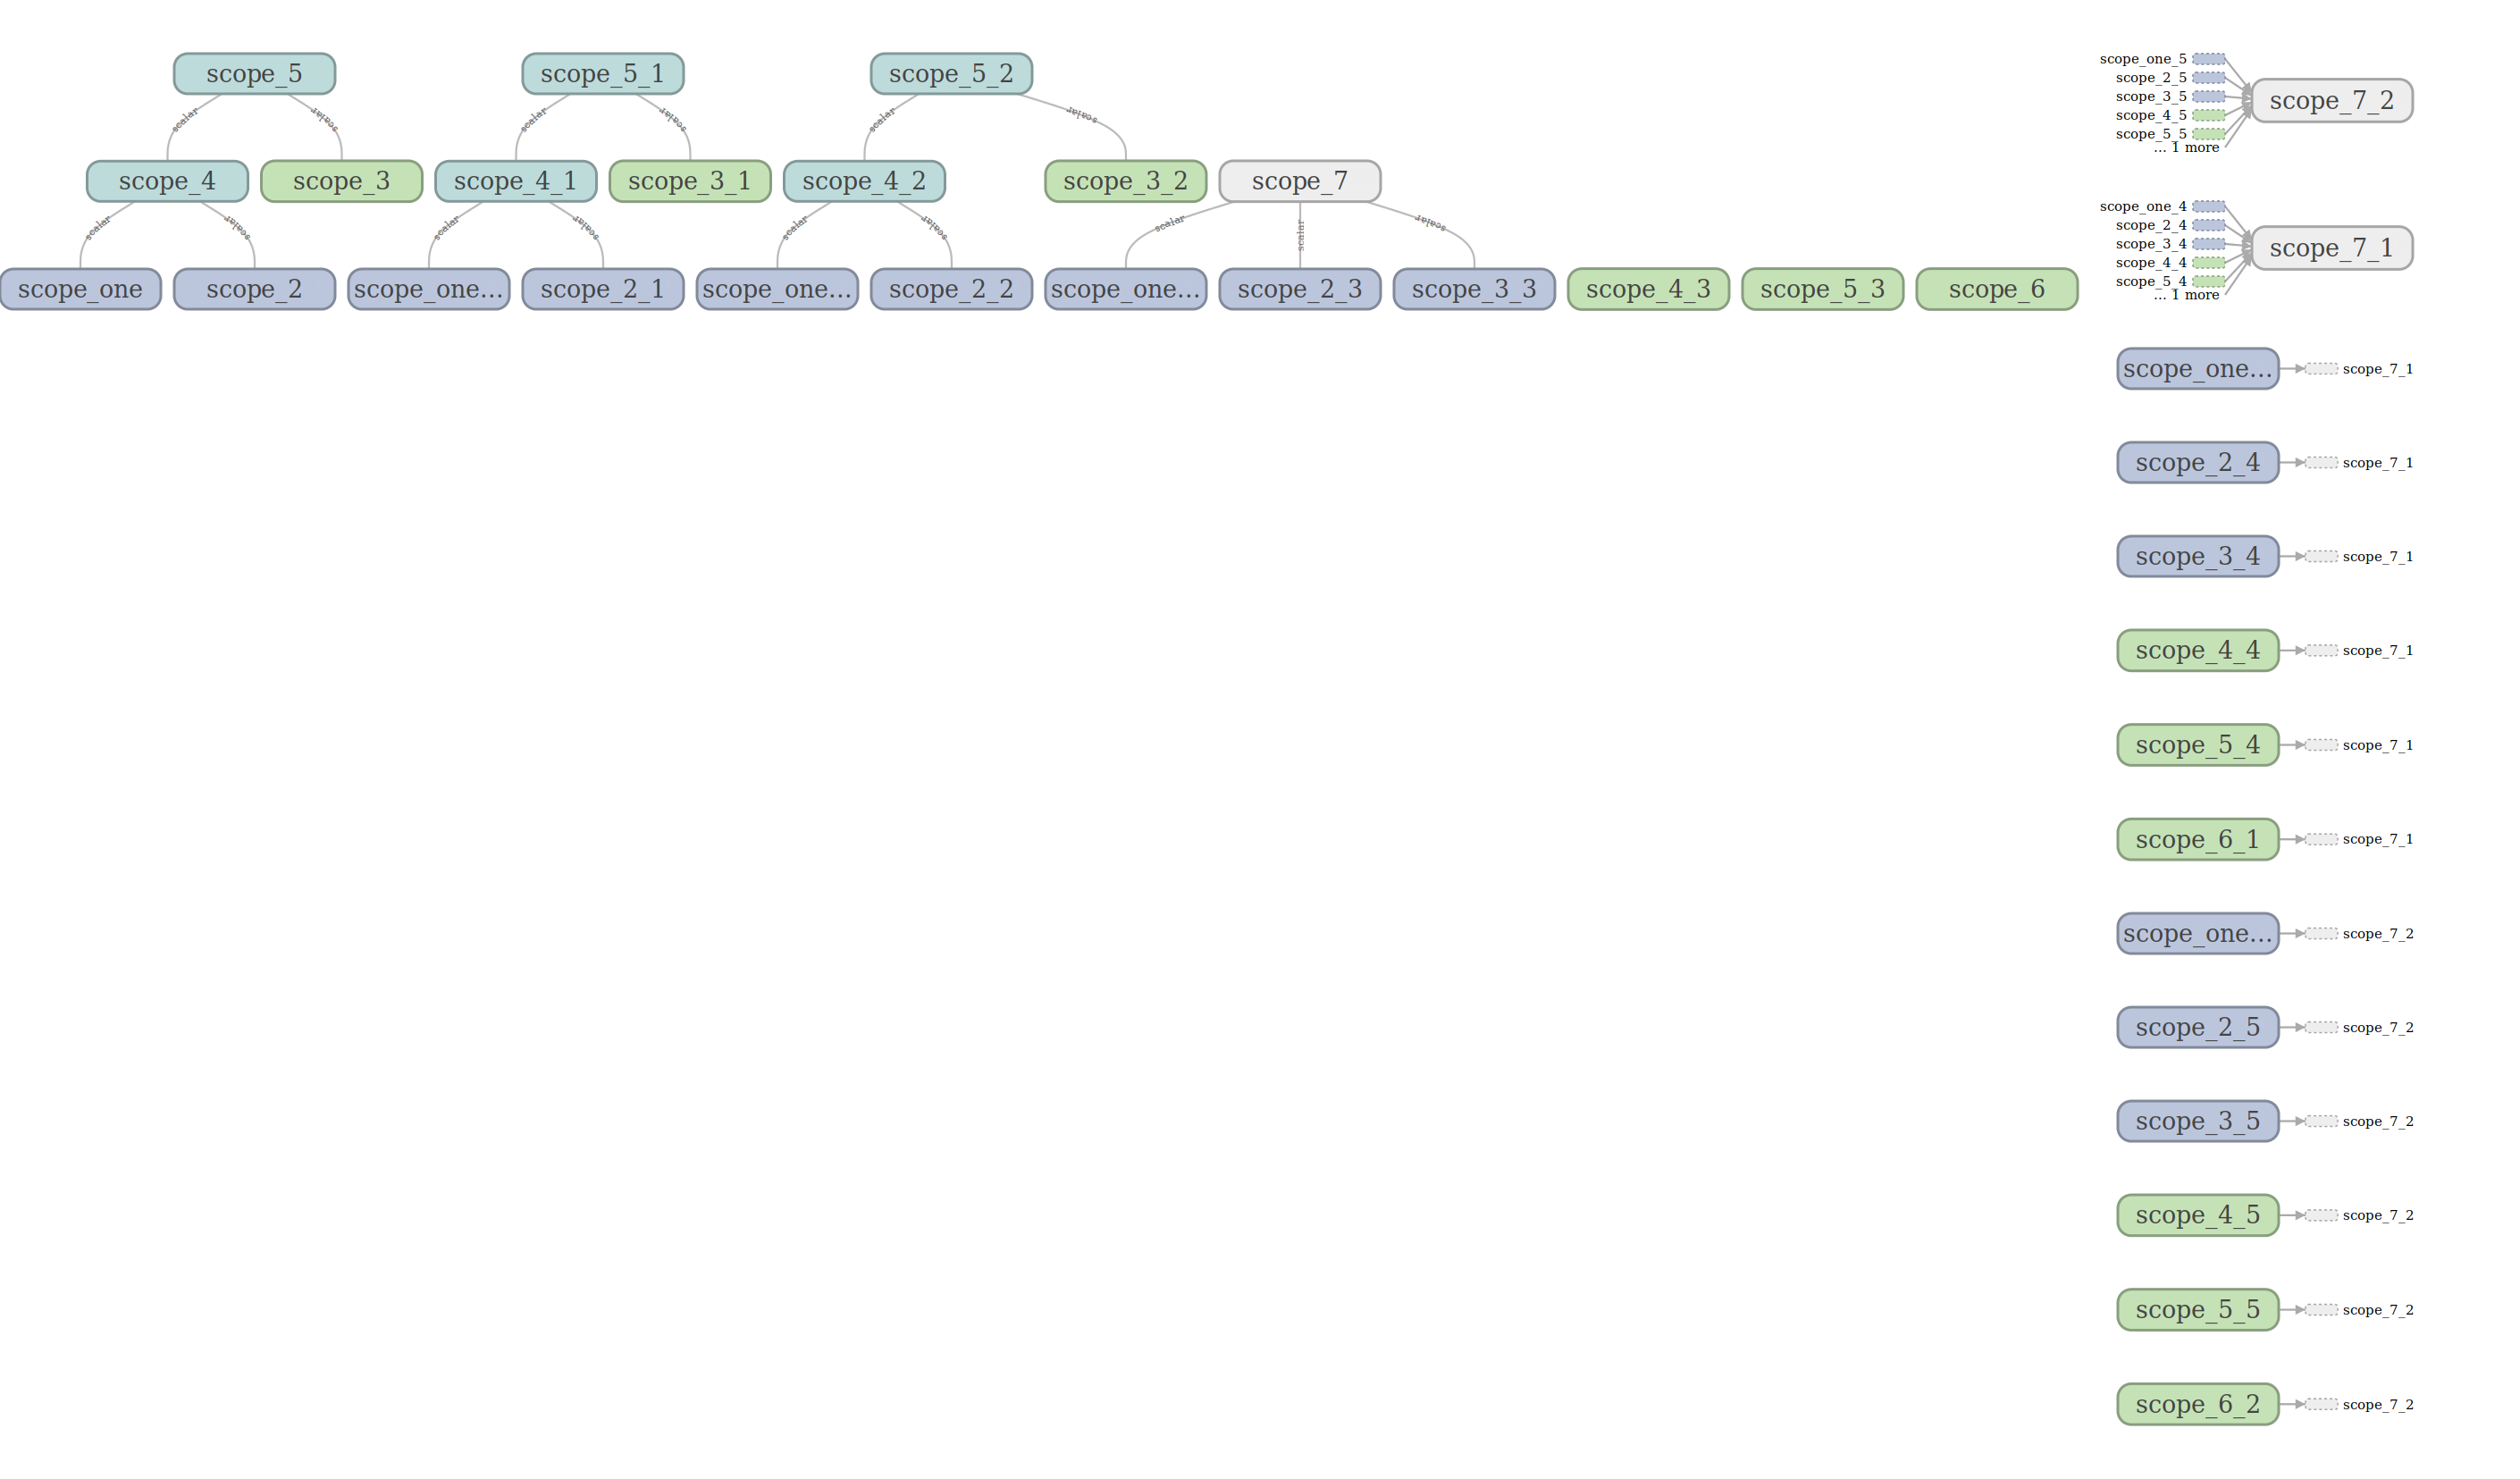 scope_5
scope_5_1
scope_5_2
scalar
scalar
scalar
scalar
scalar
scalar
scope_4
scope_3
scope_4_1
scope_3_1
scope_4_2
scope_3_2
scope_7
scalar
scalar
scalar
scalar
scalar
scalar
scalar
scalar
scalar
scope_one
scope_2
scope_one...
scope_2_1
scope_one...
scope_2_2
scope_one...
scope_2_3
scope_3_3
scope_4_3
scope_5_3
scope_6
scope_one_5
scope_2_5
scope_3_5
scope_4_5
scope_5_5
... 1 more
scope_7_2
scope_one_4
scope_2_4
scope_3_4
scope_4_4
scope_5_4
... 1 more
scope_7_1
scope_one... scope_7_1
scope_2_4 scope_7_1
scope_3_4 scope_7_1
scope_4_4 scope_7_1
scope_5_4 scope_7_1
scope_6_1 scope_7_1
scope_one... scope_7_2
scope_2_5 scope_7_2
scope_3_5 scope_7_2
scope_4_5 scope_7_2
scope_5_5 scope_7_2
scope_6_2 scope_7_2